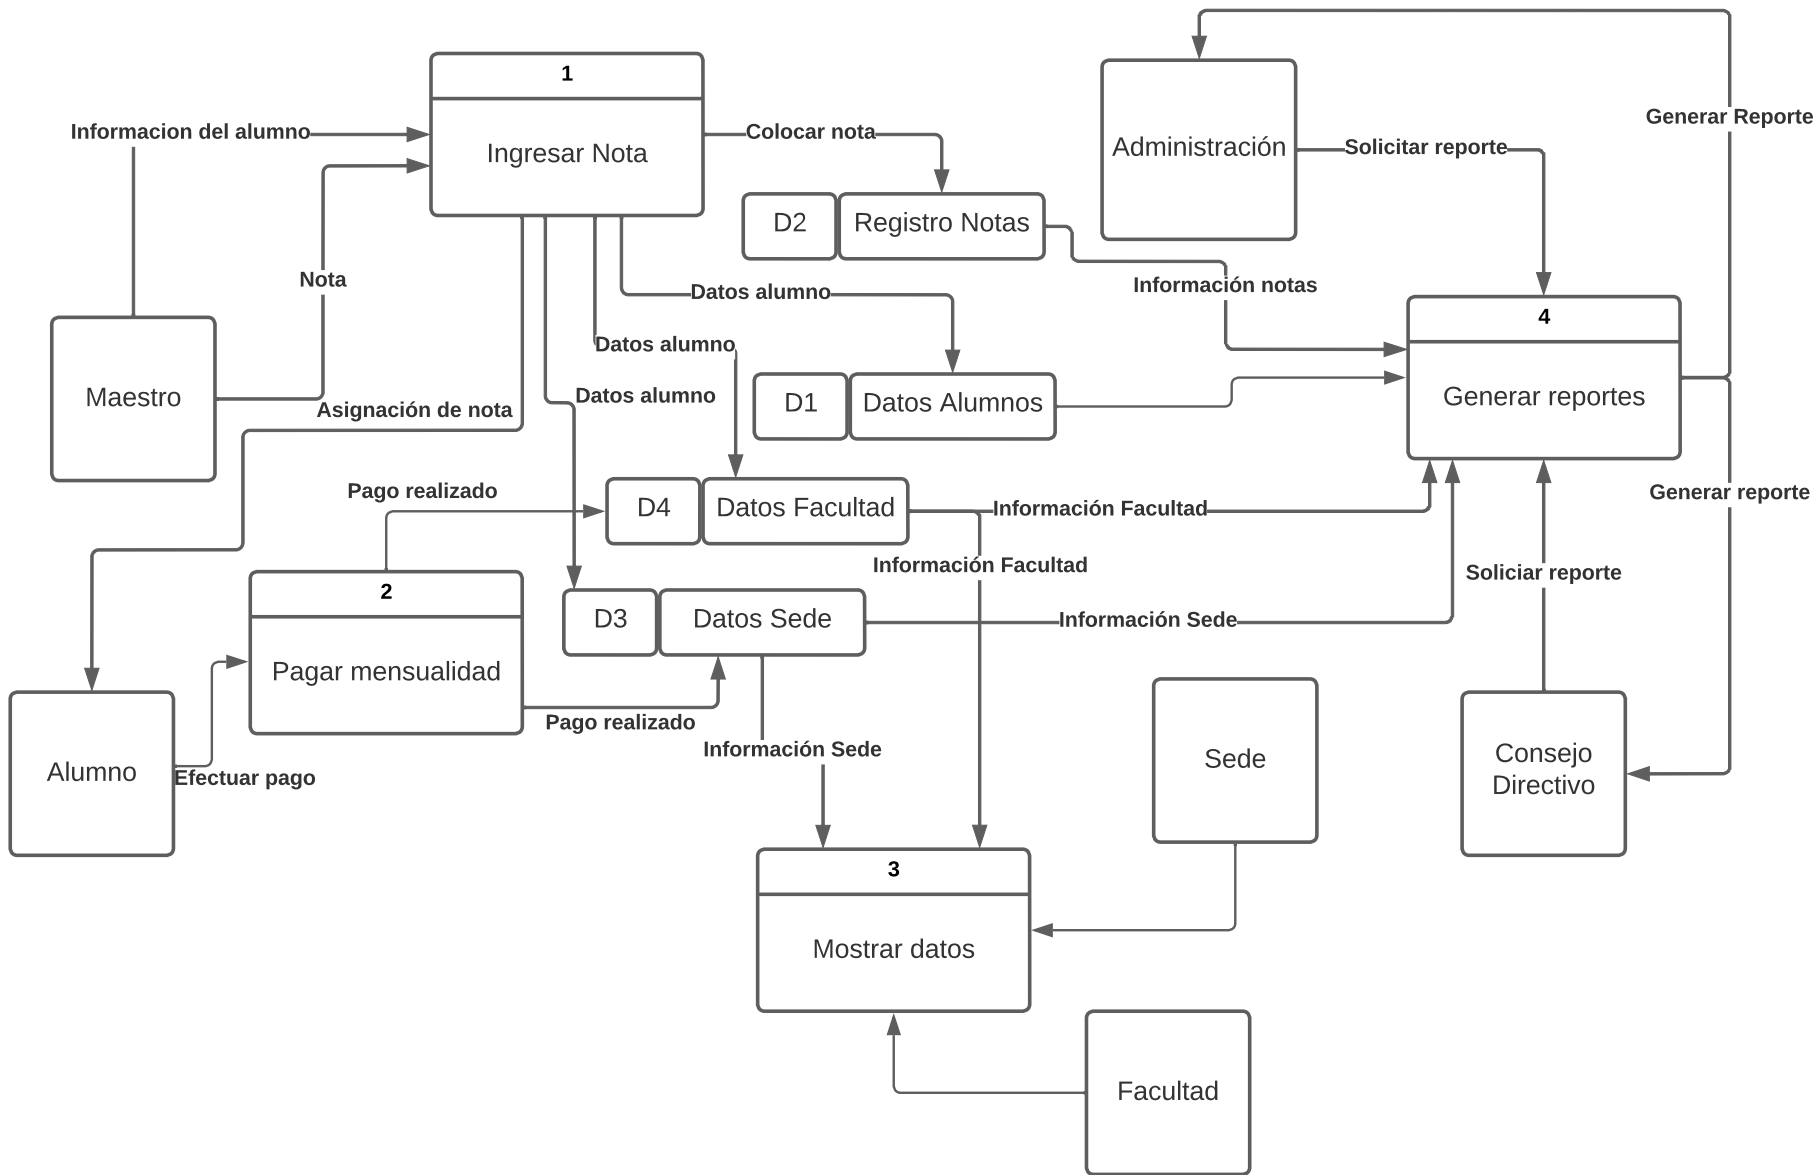 1
Ingresar Nota
Informacion del alumno
Colocar nota
Generar Reporte
Administración
Solicitar reporte
D2
Registro Notas
Nota
Datos alumno
Información notas
4
Generar reportes
Datos alumno
Maestro
Asignación de nota
Datos alumno
D1
Datos Alumnos
Pago realizado
D4
Datos Facultad
Información Facultad
Generar reporte
Información Facultad
Soliciar reporte
2
Pagar mensualidad
D3
Datos Sede
Información Sede
Pago realizado
Información Sede
Alumno
Efectuar pago
Sede
Consejo
Directivo
3
Mostrar datos
Facultad